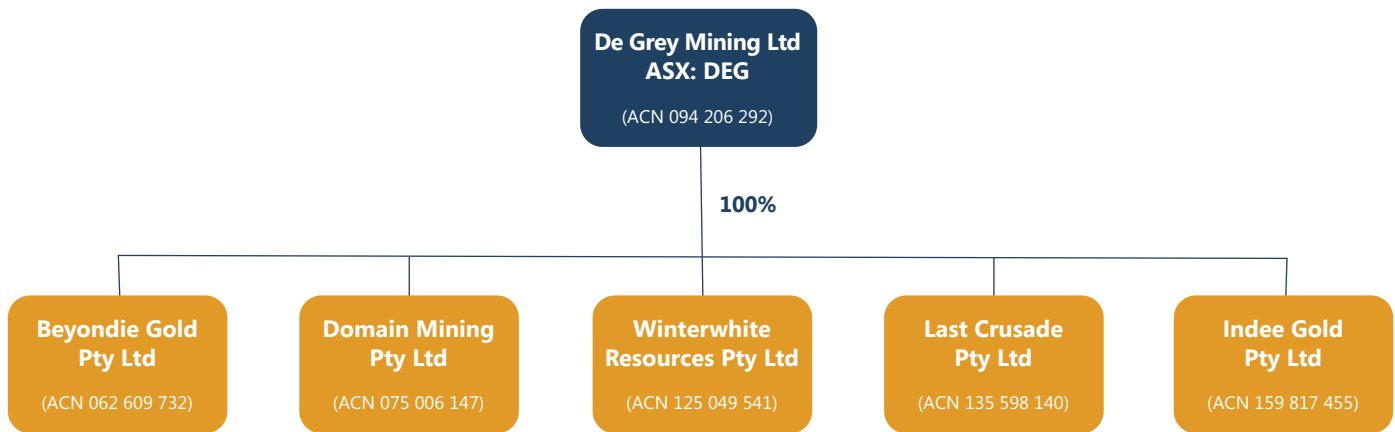 De Grey Mining Ltd
ASX: DEG
(ACN 094 206 292)
100%
Beyondie Gold
Pty Ltd
(ACN 062 609 732)
Domain Mining
Pty Ltd
(ACN 075 006 147)
Winterwhite
Resources Pty Ltd
(ACN 125 049 541)
Last Crusade
Pty Ltd
(ACN 135 598 140)
Indee Gold
Pty Ltd
(ACN 159 817 455)